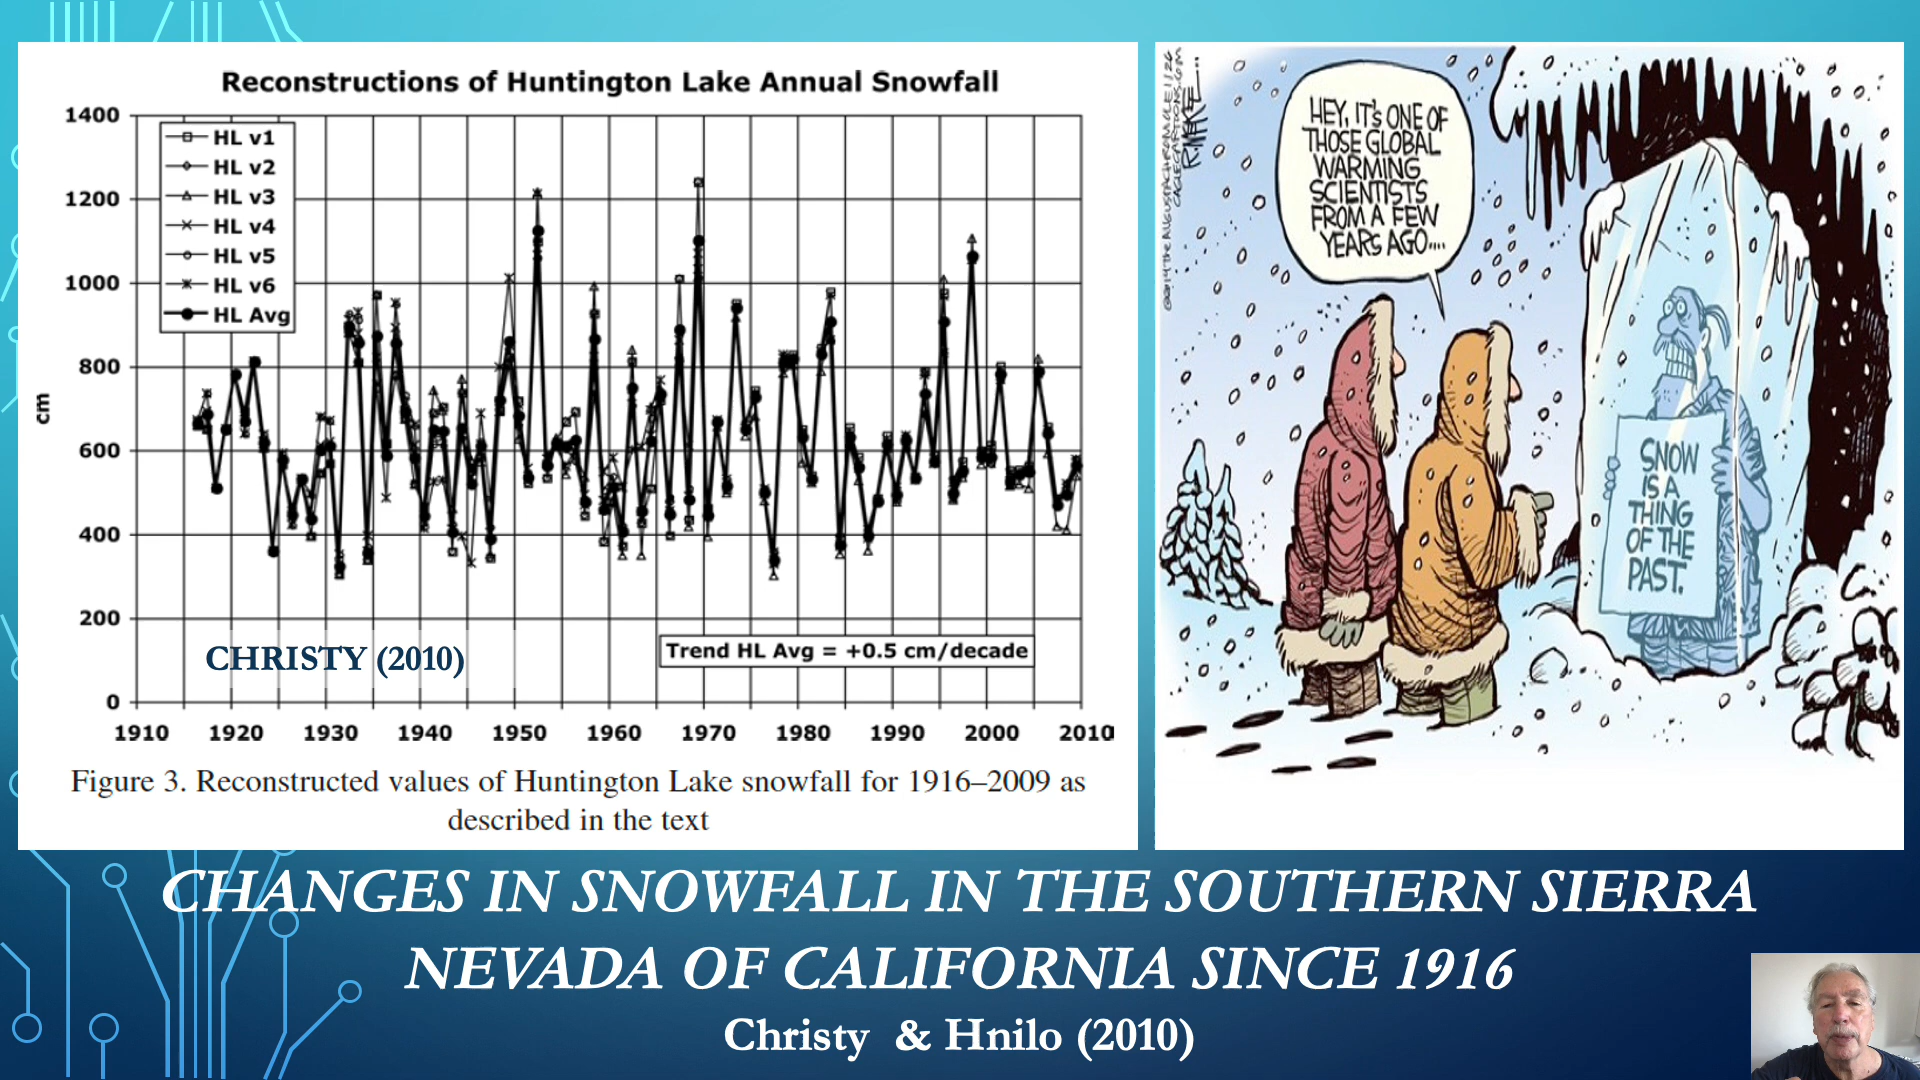 Reconstructions of Huntington Lake Annual Snowfall
1400
1200
1000
800
600
400
200
0
cm
HL v1
HL v2
HL v3
HL v4
HL v5
HL v6
HL Avg
CHRISTY (2010)
Trend HL Avg = +0.5 cm/decade
1910 1920 1930 1940 1950 1960 1970 1980 1990 2000 2010
Figure 3. Reconstructed values of Huntington Lake snowfall for 1916–2009 as
described in the text
HEY, IT'S ONE OF
THOSE GLOBAL
WARMING
SCIENTISTS
FROM A FEW
YEARS AGO....
SNOW
IS A
THING
OF THE
PAST.
CHANGES IN SNOWFALL IN THE SOUTHERN SIERRA
NEVADA OF CALIFORNIA SINCE 1916
Christy & Hnilo (2010)